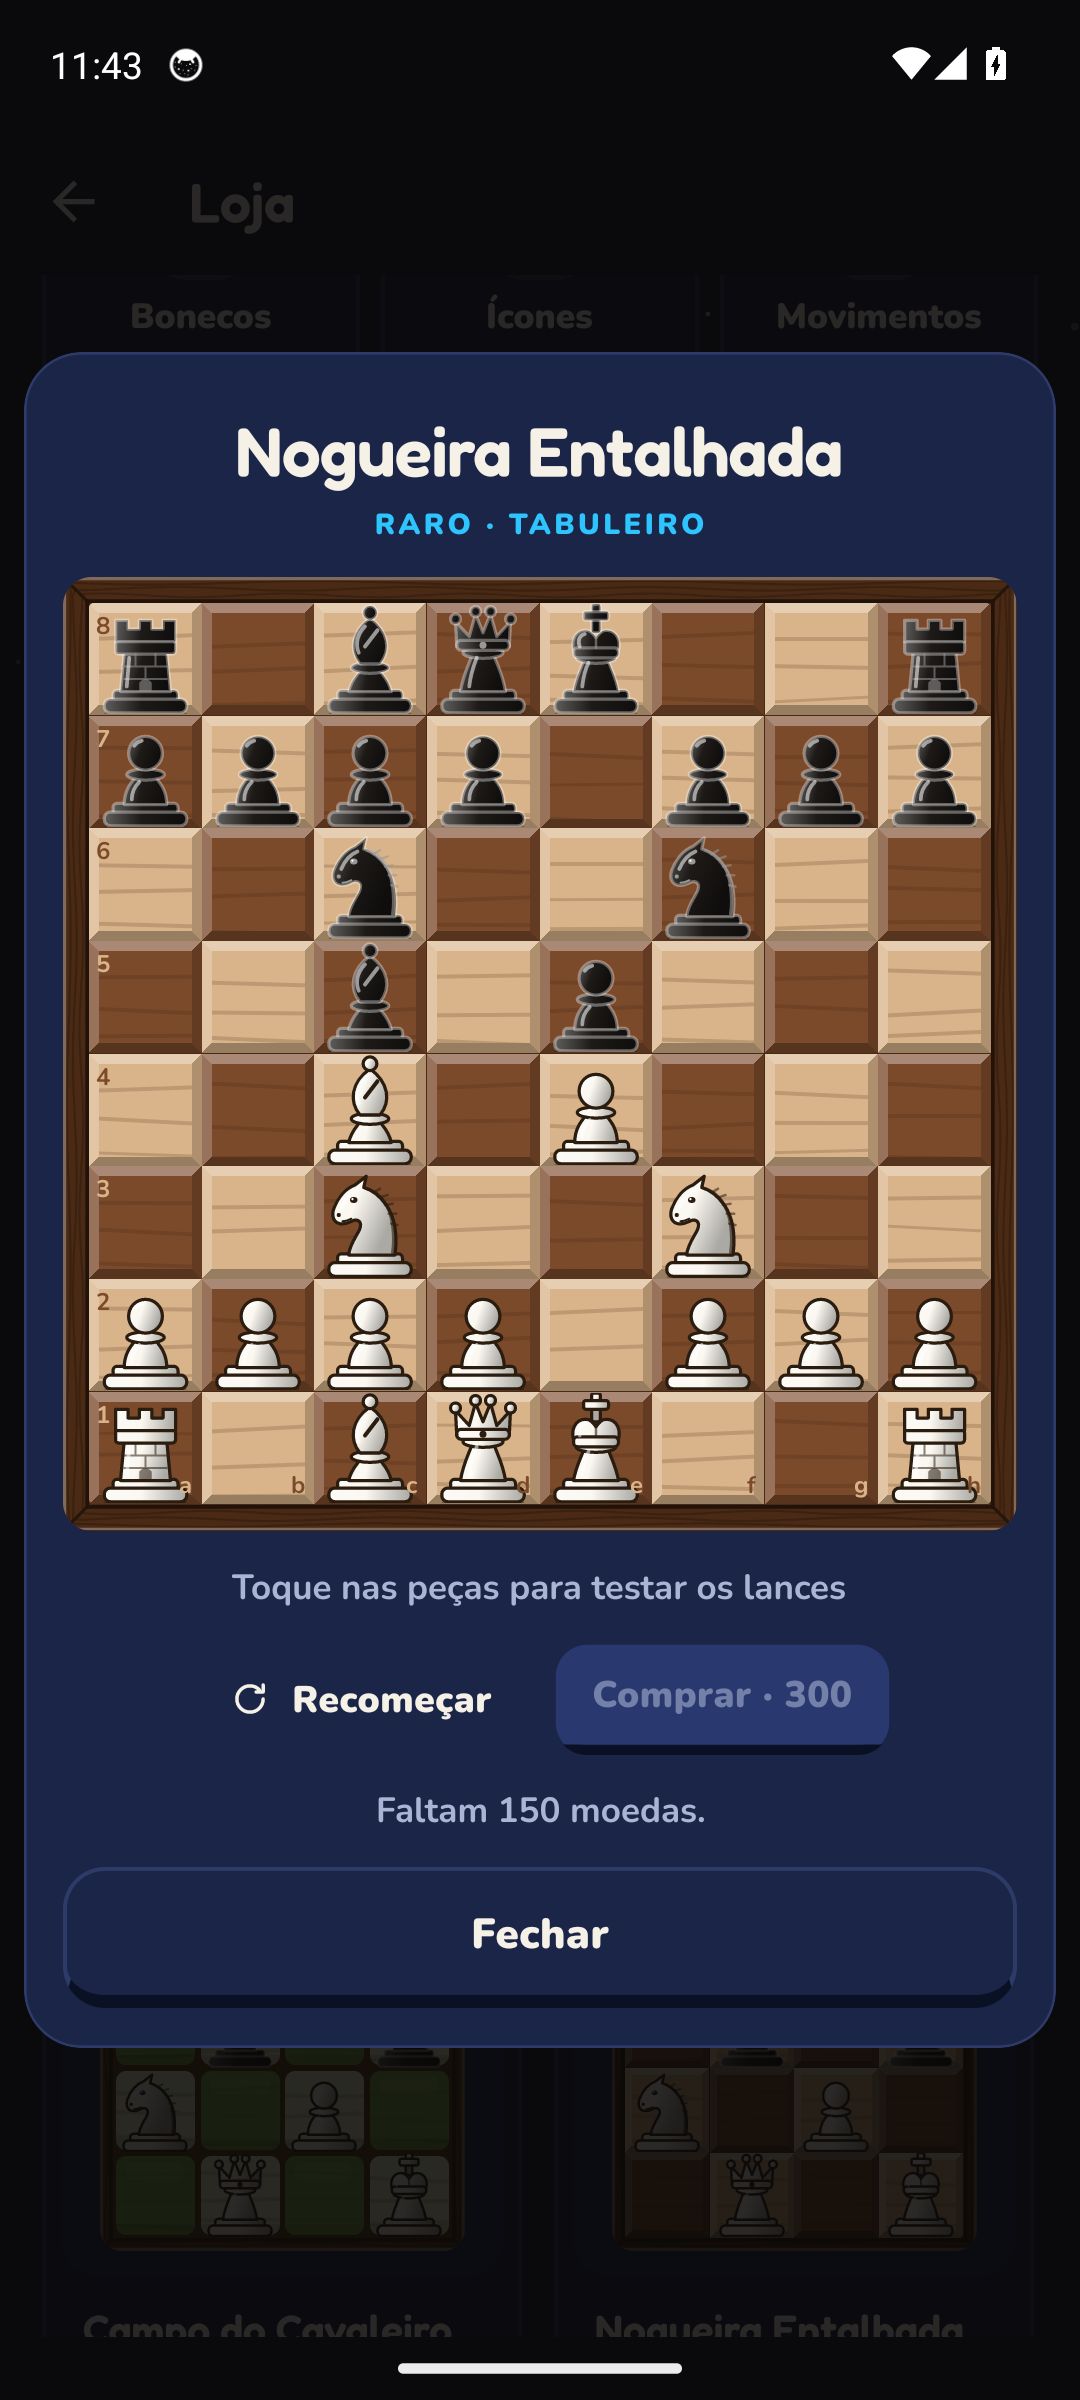 11:43
Loja
Bonecos Ícones Movimentos
Nogueira Entalhada
RARO · TABULEIRO
8
7
6
5
4
3
2
1
a b c d e f g h
Toque nas peças para testar os lances
Recomeçar Comprar · 300
Faltam 150 moedas.
Fechar
Campo do Cavaleiro Nogueira Entalhada